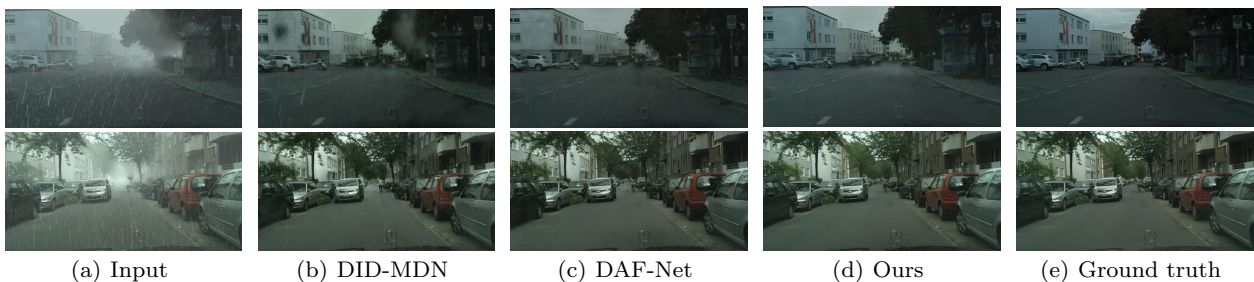 (a) Input
(b) DID-MDN
(c) DAF-Net
(d) Ours
(e) Ground truth